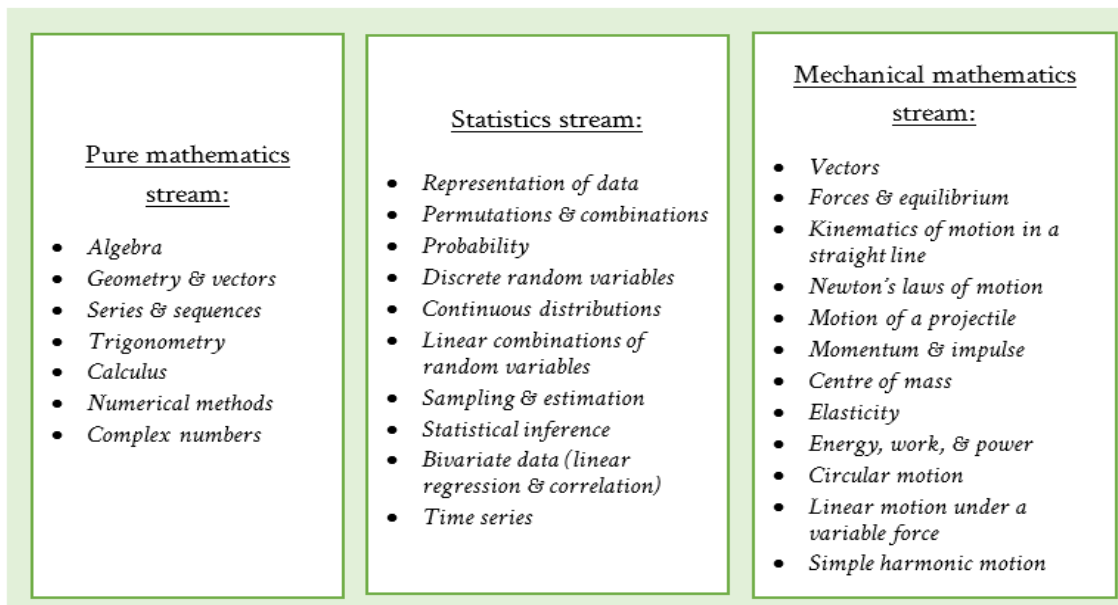 Pure mathematics
stream:
• Algebra
• Geometry & vectors
• Series & sequences
• Trigonometry
• Calculus
• Numerical methods
• Complex numbers
Statistics stream:
• Representation of data
• Permutations & combinations
• Probability
• Discrete random variables
• Continuous distributions
• Linear combinations of
random variables
• Sampling & estimation
• Statistical inference
• Bivariate data (linear
regression & correlation)
• Time series
Mechanical mathematics
stream:
• Vectors
• Forces & equilibrium
• Kinematics of motion in a
straight line
• Newton's laws of motion
• Motion of a projectile
• Momentum & impulse
• Centre of mass
• Elasticity
• Energy, work, & power
• Circular motion
• Linear motion under a
variable force
• Simple harmonic motion